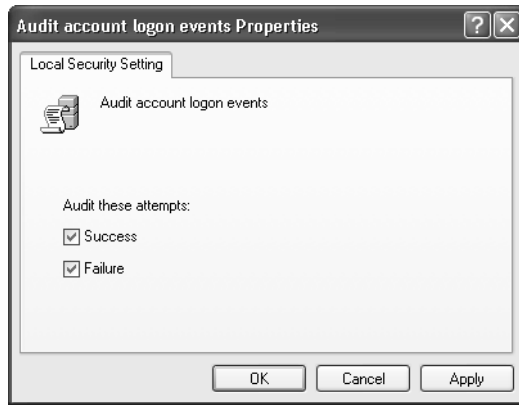 Audit account logon events Properties
Local Security Setting
Audit account logon events
Audit these attempts:
Success
Failure
OK Cancel Apply